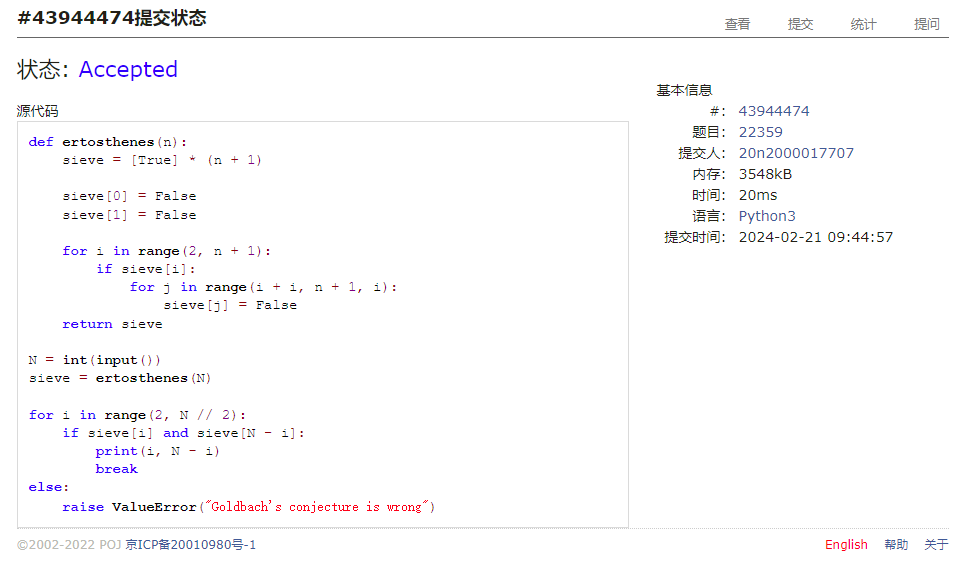 #43944474提交状态
查看 提交 统计 提问
状态: Accepted
源代码
def ertosthenes(n):
    sieve = [True] * (n + 1)

    sieve[0] = False
    sieve[1] = False

    for i in range(2, n + 1):
        if sieve[i]:
            for j in range(i + i, n + 1, i):
                sieve[j] = False
    return sieve

N = int(input())
sieve = ertosthenes(N)

for i in range(2, N // 2):
    if sieve[i] and sieve[N - i]:
        print(i, N - i)
        break
else:
    raise ValueError("Goldbach's conjecture is wrong")
基本信息
#: 43944474
题目: 22359
提交人: 20n2000017707
内存: 3548kB
时间: 20ms
语言: Python3
提交时间: 2024-02-21 09:44:57
©2002-2022 POJ 京ICP备20010980号-1
English 帮助 关于